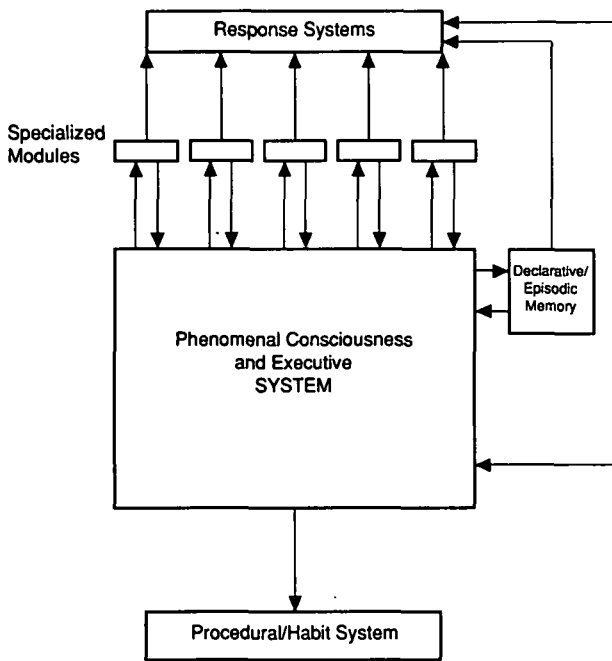 Response Systems
Specialized
Modules
Declarative/
Episodic
Memory
Phenomenal Consciousness
and Executive
SYSTEM
Procedural/Habit System